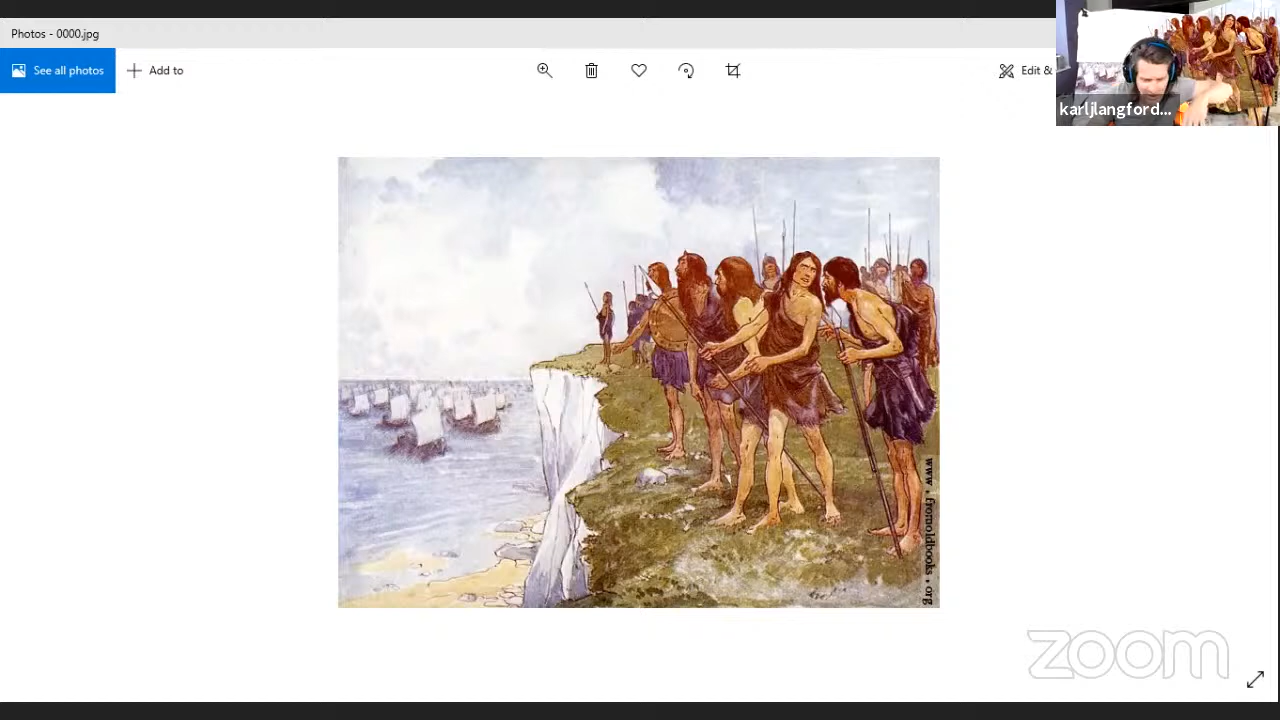 Photos - 0000.jpg
See all photos
Add to
Edit &
karljlangford...
www • fromoldbooks • org
zoom